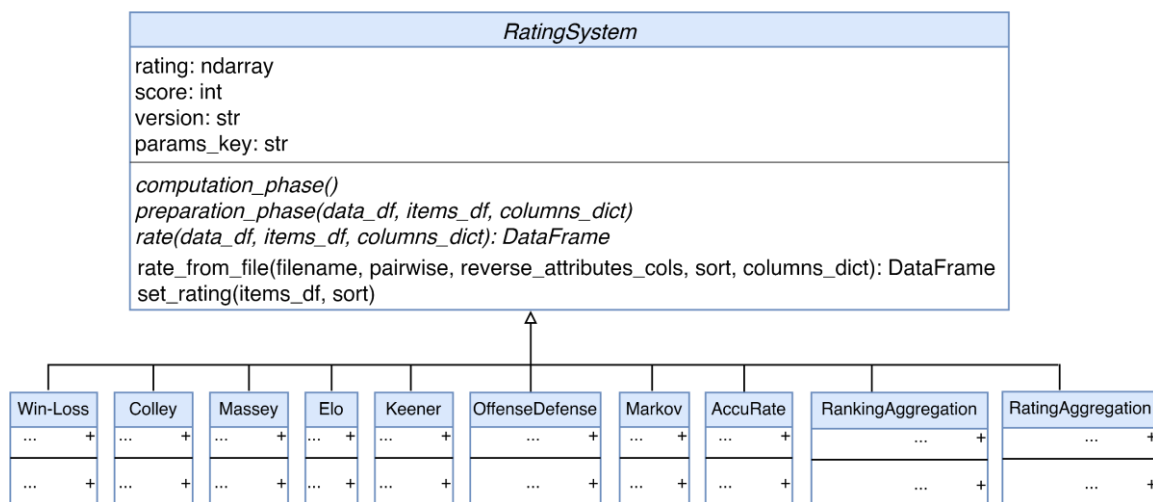 RatingSystem
rating: ndarray
score: int
version: str
params_key: str
computation_phase()
preparation_phase(data_df, items_df, columns_dict)
rate(data_df, items_df, columns_dict): DataFrame
rate_from_file(filename, pairwise, reverse_attributes_cols, sort, columns_dict): DataFrame
set_rating(items_df, sort)
Win-Loss Colley Massey Elo Keener OffenseDefense Markov AccuRate RankingAggregation RatingAggregation
... + ... + ... + ... + ... + ... + ... + ... + ... + ... +
... + ... + ... + ... + ... + ... + ... + ... + ... + ... +